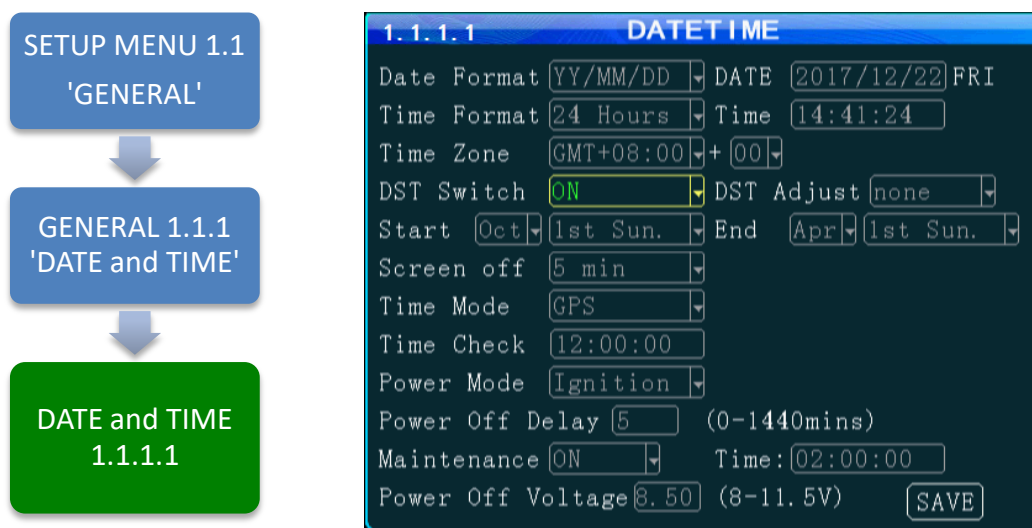 SETUP MENU 1.1
'GENERAL'
GENERAL 1.1.1
'DATE and TIME'
DATE and TIME
1.1.1.1
1.1.1.1 DATETIME
Date Format YY/MM/DD DATE 2017/12/22 FRI
Time Format 24 Hours Time 14:41:24
Time Zone GMT+08:00 + 00
DST Switch ON DST Adjust none
Start Oct 1st Sun. End Apr 1st Sun.
Screen off 5 min
Time Mode GPS
Time Check 12:00:00
Power Mode Ignition
Power Off Delay 5 (0-1440mins)
Maintenance ON Time: 02:00:00
Power Off Voltage 8.50 (8-11.5V) SAVE